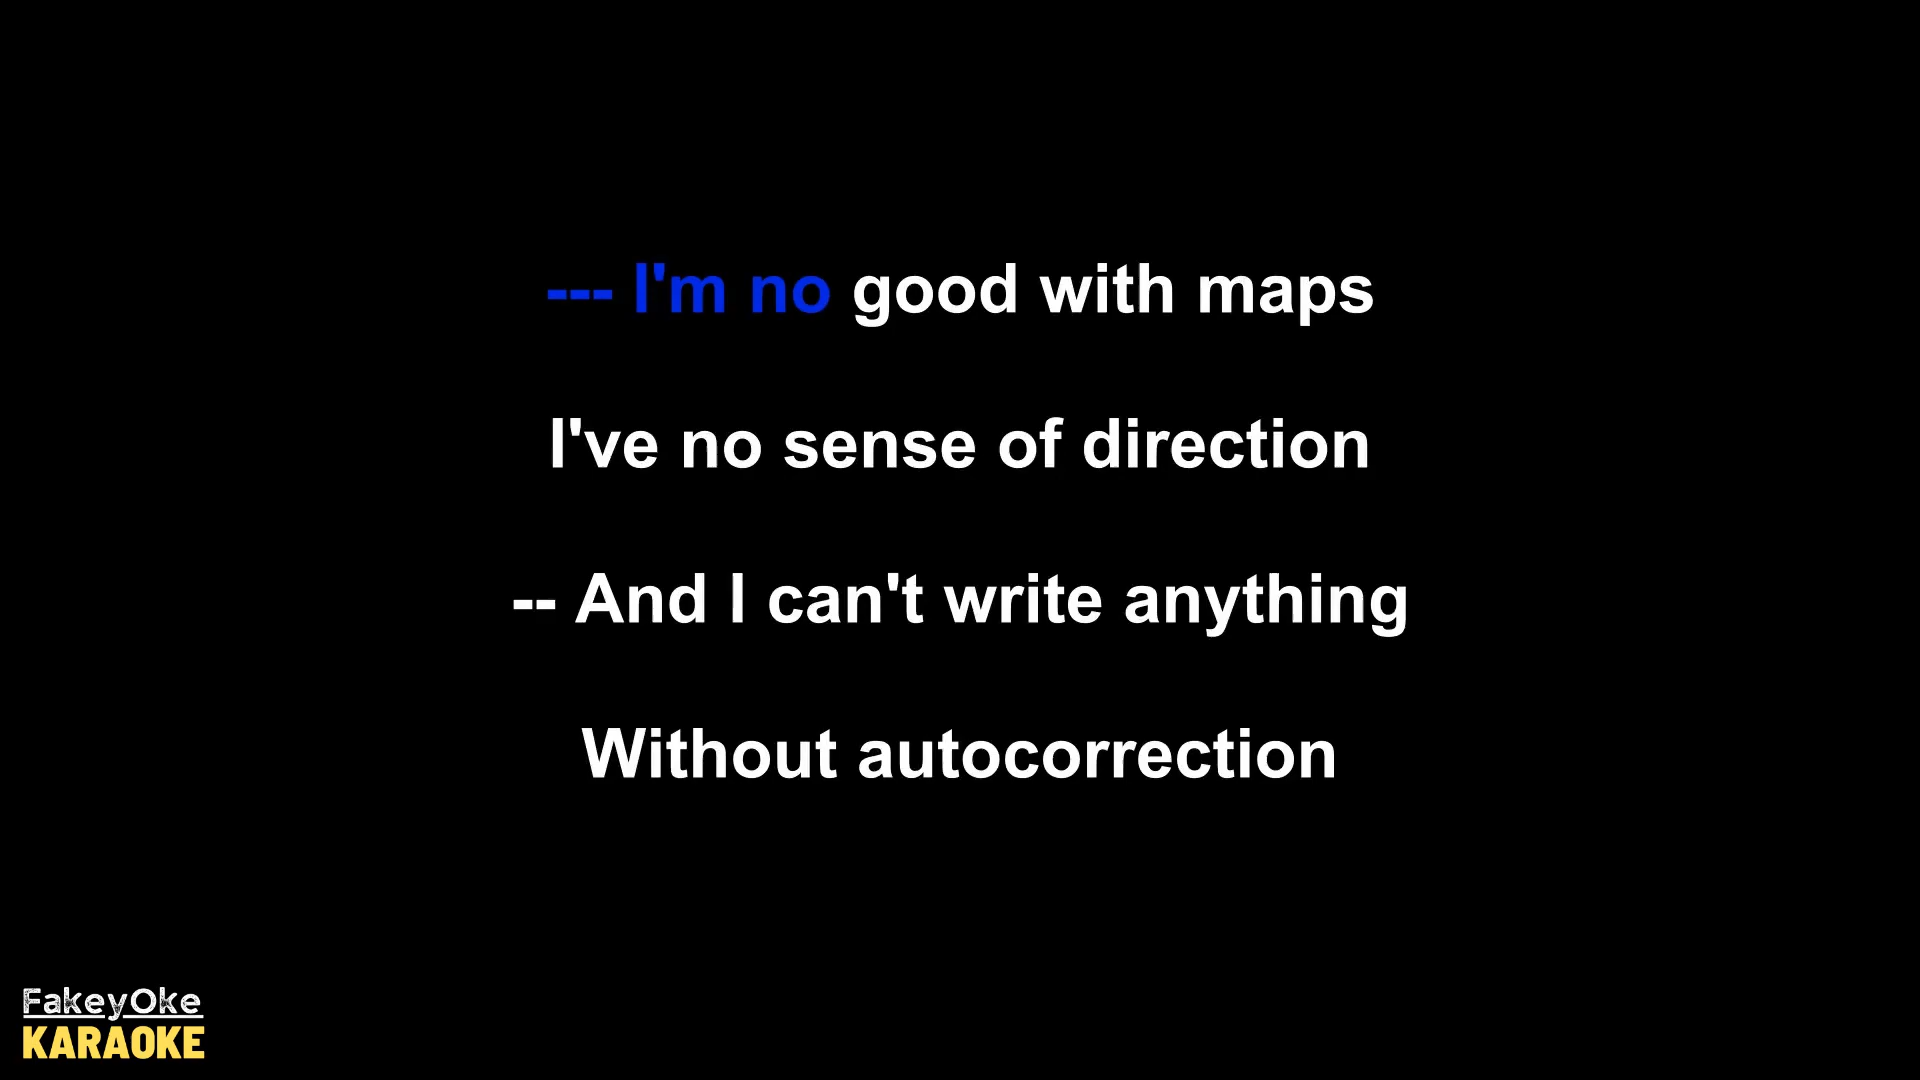 --- I'm no good with maps
I've no sense of direction
-- And I can't write anything
Without autocorrection
FakeyOke
KARAOKE